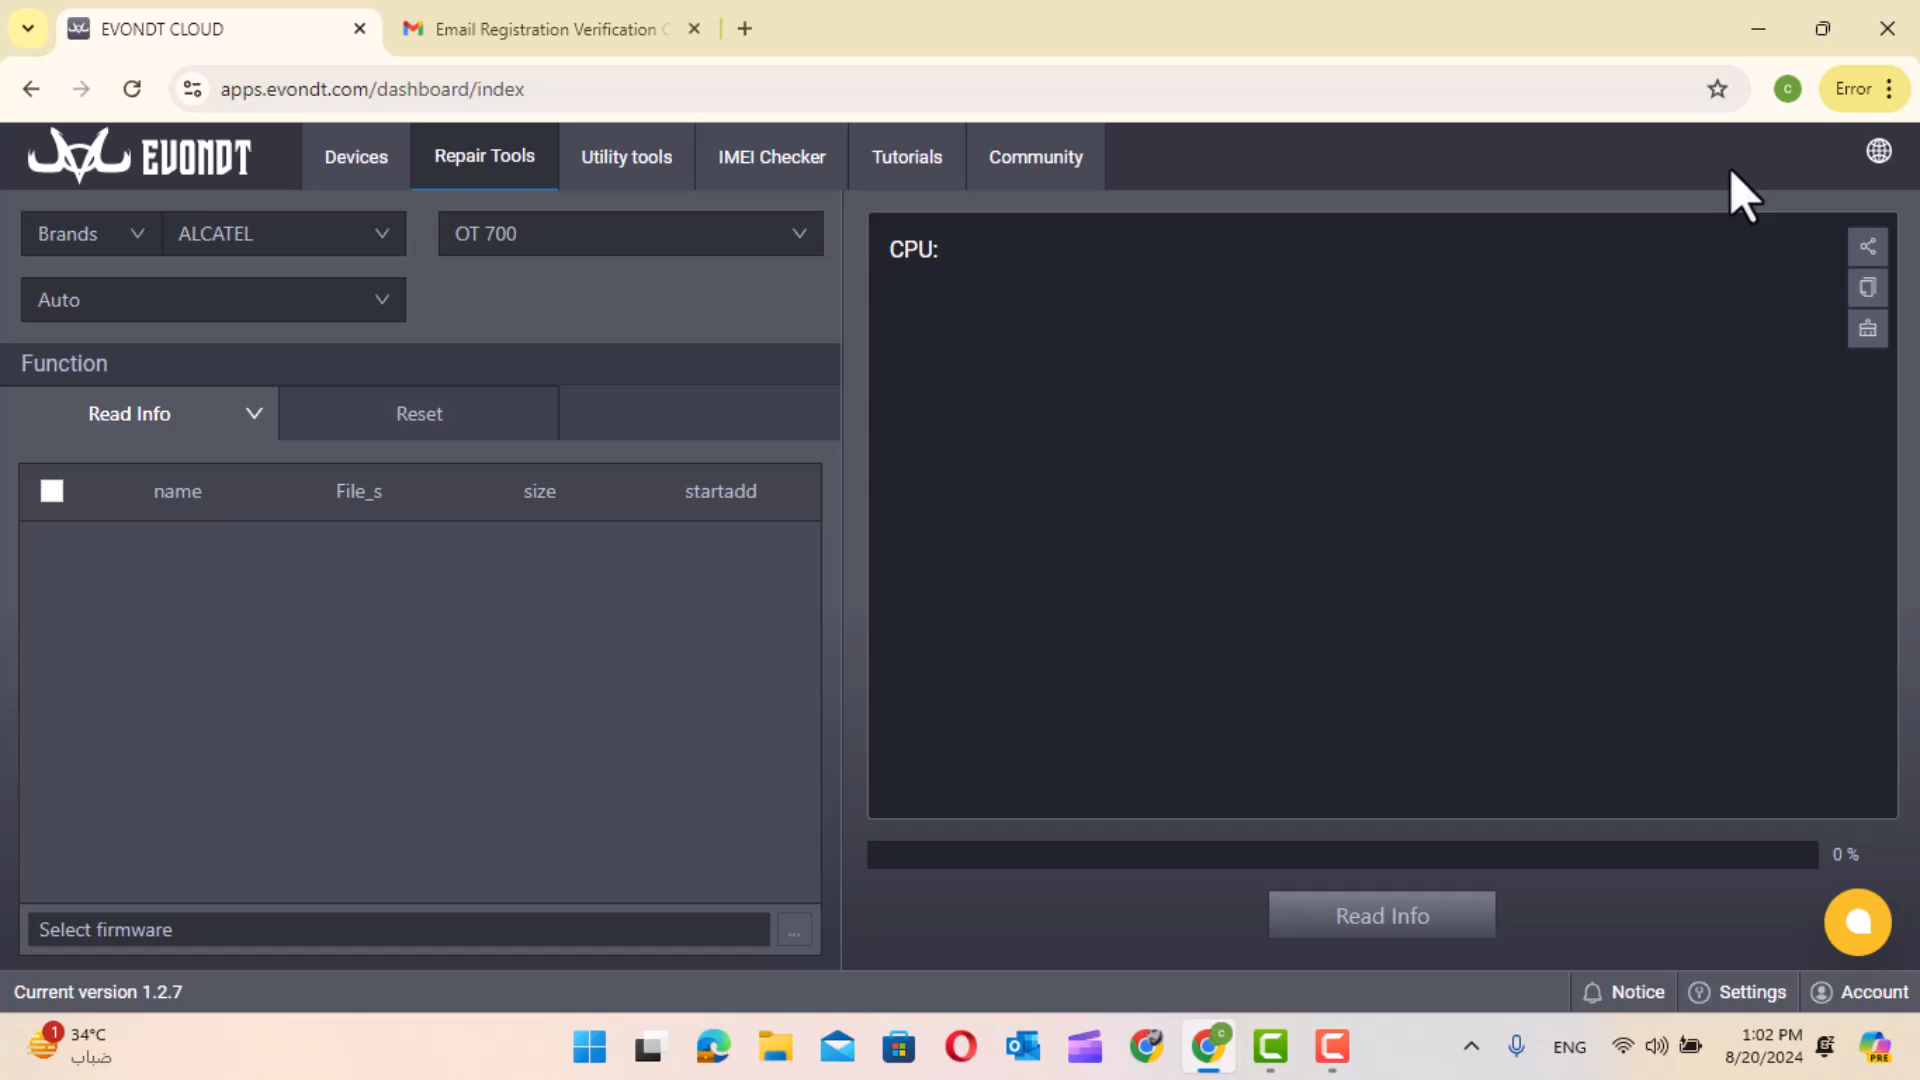 EVONDT CLOUD
Email Registration Verification C
apps.evondt.com/dashboard/index
c
Error
EVONDT
Devices
Repair Tools
Utility tools
IMEI Checker
Tutorials
Community
Brands
ALCATEL
OT 700
Auto
CPU:
Function
Read Info
Reset
name
File_s
size
startadd
0 %
Read Info
Select firmware
...
Current version 1.2.7
Notice
Settings
Account
1
34°C
ضباب
ENG
1:02 PM
8/20/2024
PRE